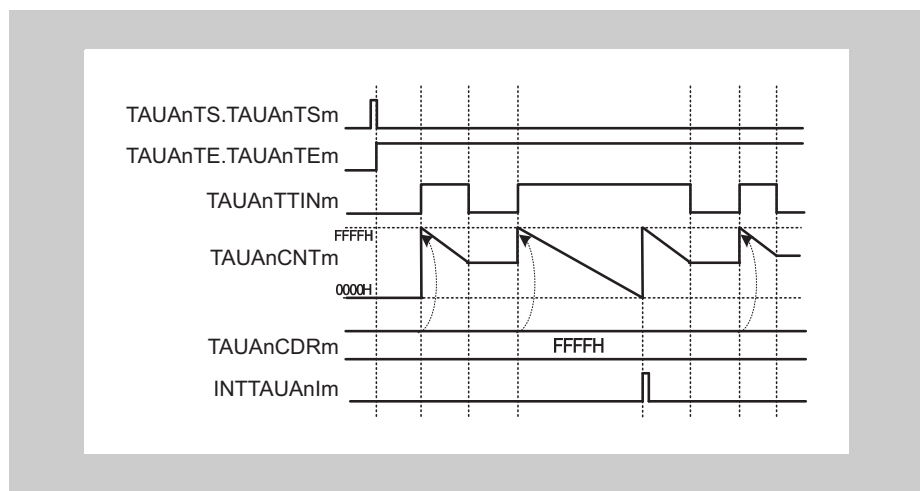 TAUAnTS.TAUAnTSm
TAUAnTE.TAUAnTEm
TAUAnTTINm
FFFFH
TAUAnCNTm
0000H
TAUAnCDRm FFFFH
INTTAUAnIm